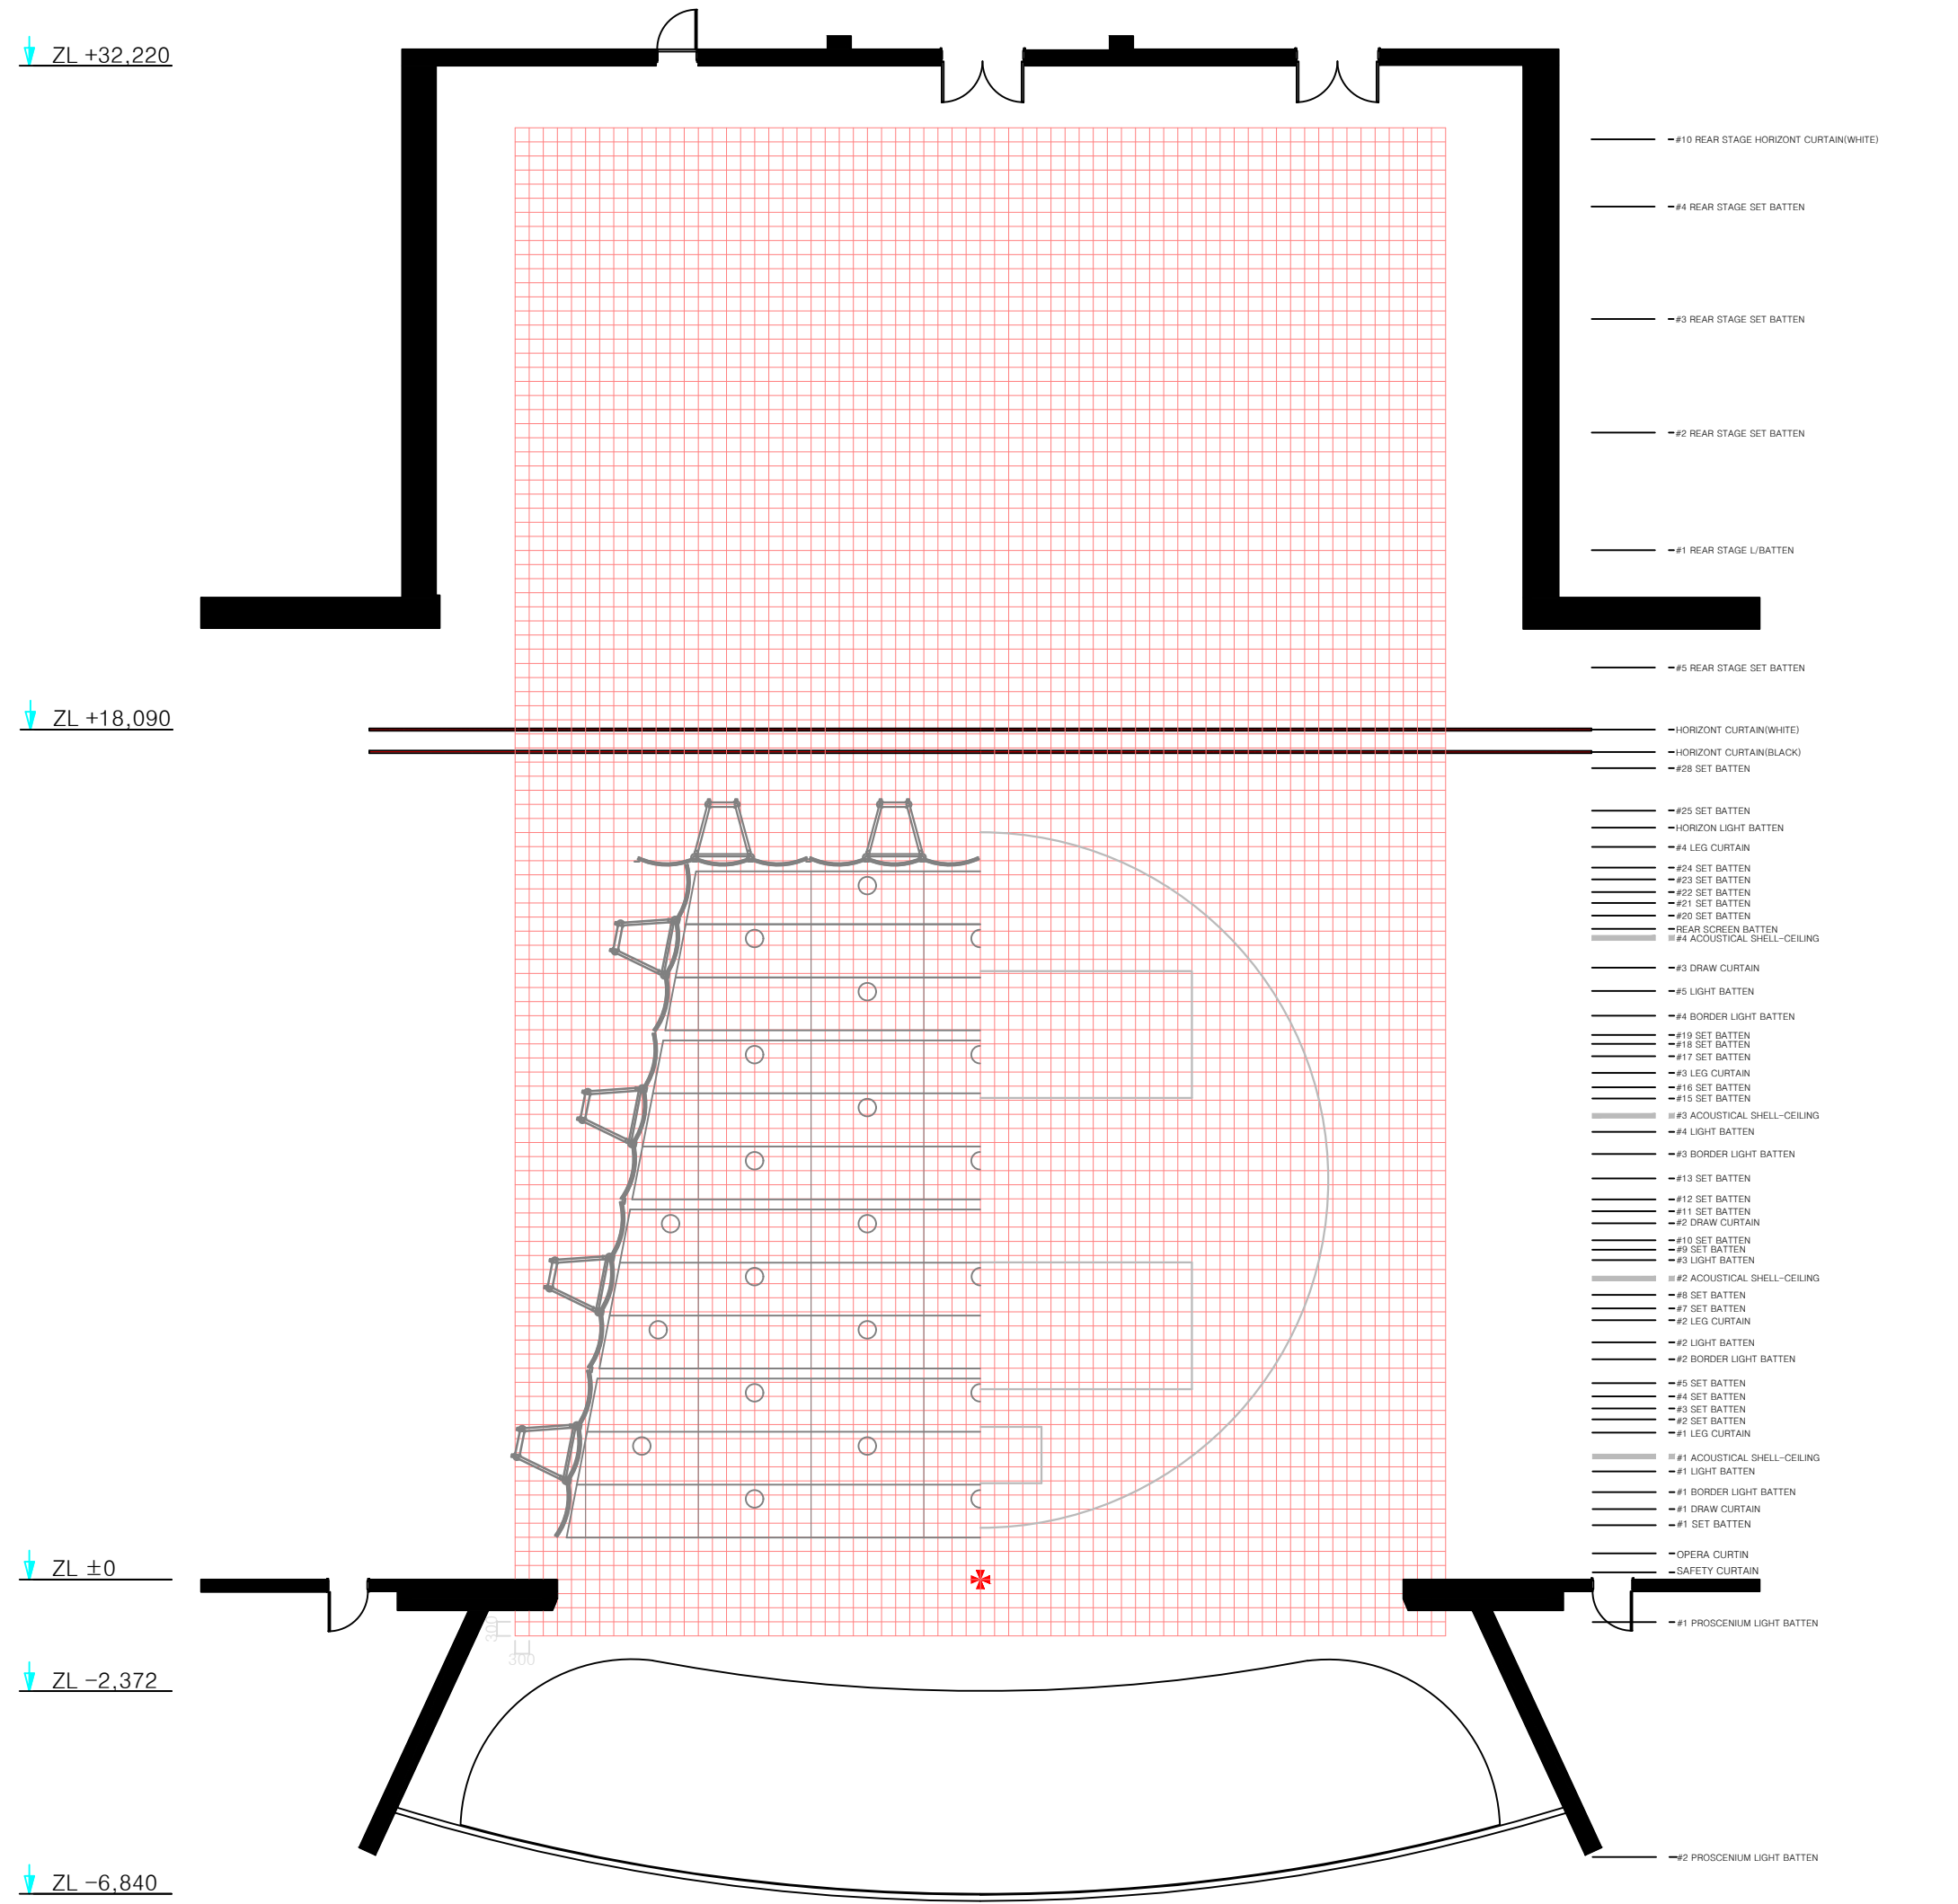 ZL +32,220
#10 REAR STAGE HORIZONT CURTAIN(WHITE)
#4 REAR STAGE SET BATTEN
#3 REAR STAGE SET BATTEN
#2 REAR STAGE SET BATTEN
#1 REAR STAGE L/BATTEN
#5 REAR STAGE SET BATTEN
ZL +18,090
HORIZONT CURTAIN(WHITE)
HORIZONT CURTAIN(BLACK)
#28 SET BATTEN
#25 SET BATTEN
HORIZON LIGHT BATTEN
#4 LEG CURTAIN
#24 SET BATTEN
#23 SET BATTEN
#22 SET BATTEN
#21 SET BATTEN
#20 SET BATTEN
REAR SCREEN BATTEN
#4 ACOUSTICAL SHELL-CEILING
#3 DRAW CURTAIN
#5 LIGHT BATTEN
#4 BORDER LIGHT BATTEN
#19 SET BATTEN
#18 SET BATTEN
#17 SET BATTEN
#3 LEG CURTAIN
#16 SET BATTEN
#15 SET BATTEN
#3 ACOUSTICAL SHELL-CEILING
#4 LIGHT BATTEN
#3 BORDER LIGHT BATTEN
#13 SET BATTEN
#12 SET BATTEN
#11 SET BATTEN
#2 DRAW CURTAIN
#10 SET BATTEN
#9 SET BATTEN
#3 LIGHT BATTEN
#2 ACOUSTICAL SHELL-CEILING
#8 SET BATTEN
#7 SET BATTEN
#2 LEG CURTAIN
#2 LIGHT BATTEN
#2 BORDER LIGHT BATTEN
#5 SET BATTEN
#4 SET BATTEN
#3 SET BATTEN
#2 SET BATTEN
#1 LEG CURTAIN
#1 ACOUSTICAL SHELL-CEILING
#1 LIGHT BATTEN
#1 BORDER LIGHT BATTEN
#1 DRAW CURTAIN
#1 SET BATTEN
OPERA CURTIN
ZL ±0
SAFETY CURTAIN
#1 PROSCENIUM LIGHT BATTEN
300
300
ZL -2,372
#2 PROSCENIUM LIGHT BATTEN
ZL -6,840